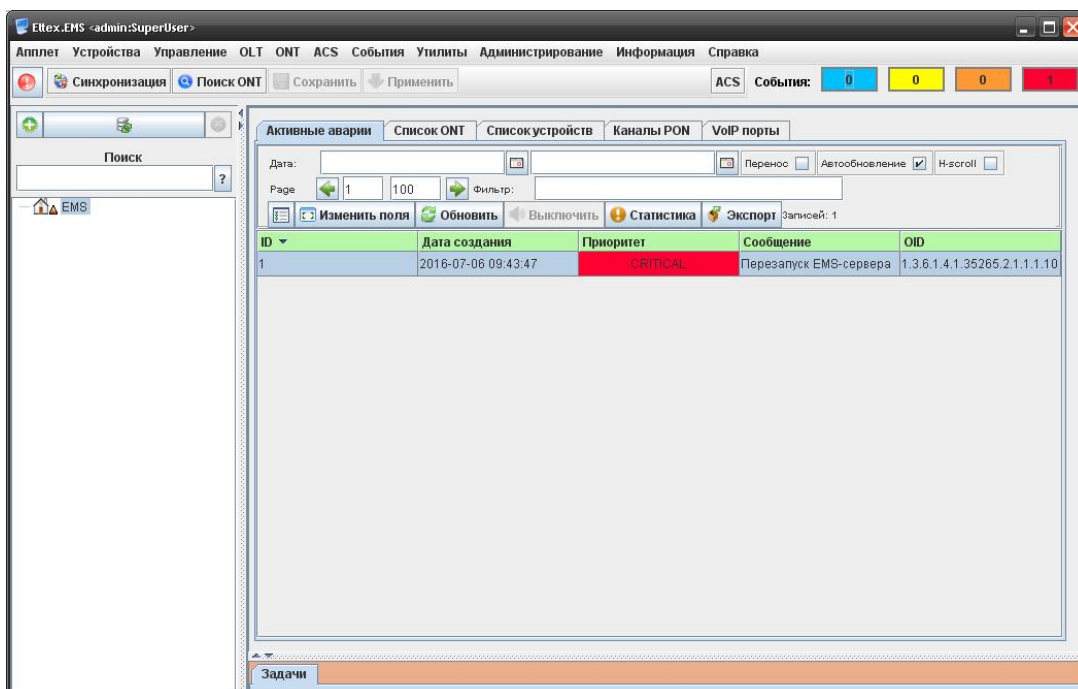 Eltex.EMS <admin:SuperUser>
Апплет Устройства Управление OLT ONT ACS События Утилиты Администрирование Информация Справка
Синхронизация Поиск ONT Сохранить Применить ACS События: 0 0 0 1
Поиск
?
EMS
Активные аварии Список ONT Список устройств Каналы PON VoIP порты
Дата: Перенос Автообновление H-scroll
Page 1 100 Фильтр:
Изменить поля Обновить Выключить Статистика Экспорт Записей: 1
ID Дата создания Приоритет Сообщение OID
1 2016-07-06 09:43:47 CRITICAL Перезапуск EMS-сервера 1.3.6.1.4.1.35265.2.1.1.1.10
Задачи